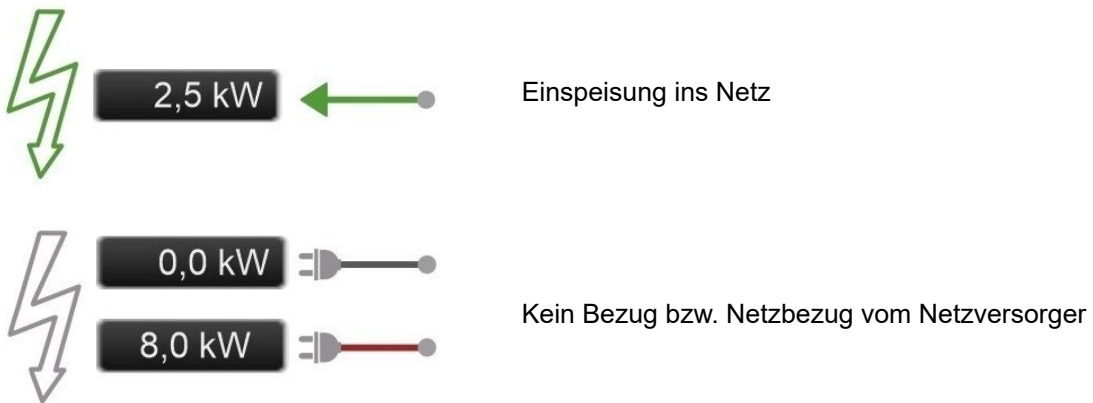 2,5 kW
Einspeisung ins Netz
0,0 kW
Kein Bezug bzw. Netzbezug vom Netzversorger
8,0 kW